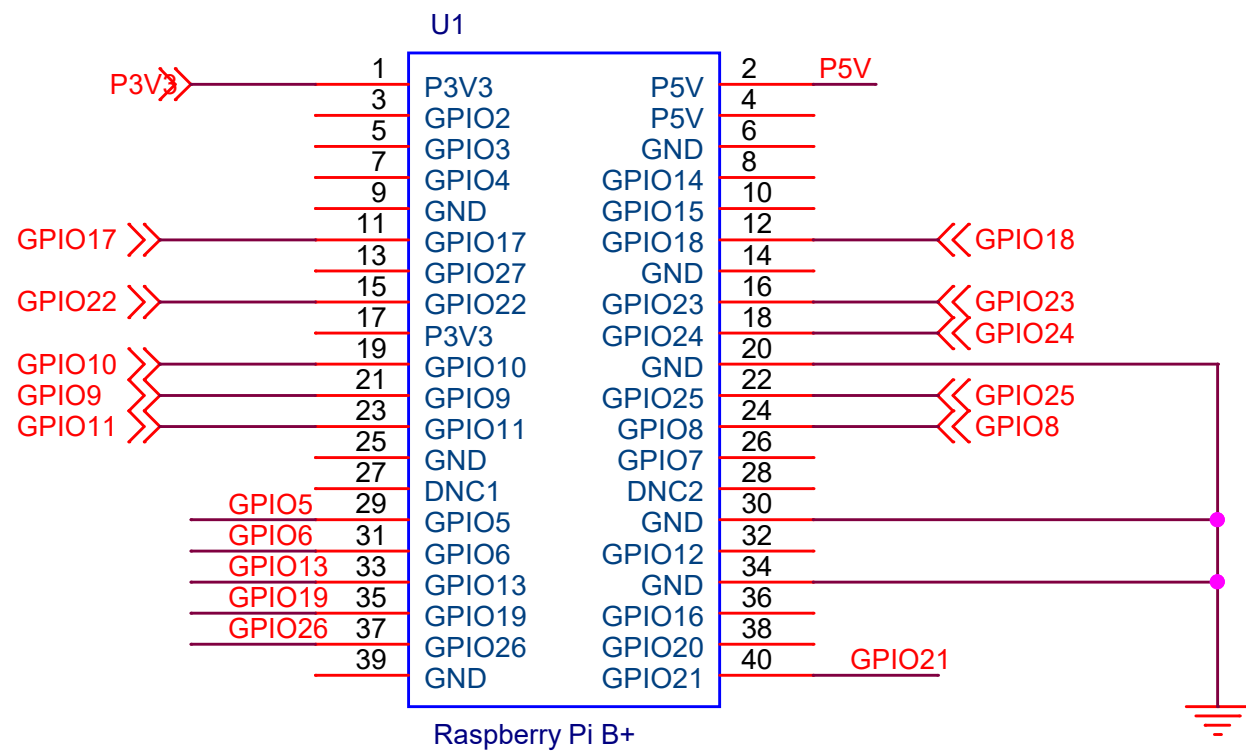 U1
P3V3 1 P3V3 P5V 2 P5V
3 GPIO2 P5V 4
5 GPIO3 GND 6
7 GPIO4 GPIO14 8
9 GND GPIO15 10
GPIO17 11 GPIO17 GPIO18 12 GPIO18
13 GPIO27 GND 14
GPIO22 15 GPIO22 GPIO23 16 GPIO23
17 P3V3 GPIO24 18 GPIO24
GPIO10 19 GPIO10 GND 20
GPIO9 21 GPIO9 GPIO25 22 GPIO25
GPIO11 23 GPIO11 GPIO8 24 GPIO8
25 GND GPIO7 26
27 DNC1 DNC2 28
GPIO5 29 GPIO5 GND 30
GPIO6 31 GPIO6 GPIO12 32
GPIO13 33 GPIO13 GND 34
GPIO19 35 GPIO19 GPIO16 36
GPIO26 37 GPIO26 GPIO20 38
39 GND GPIO21 40 GPIO21
Raspberry Pi B+